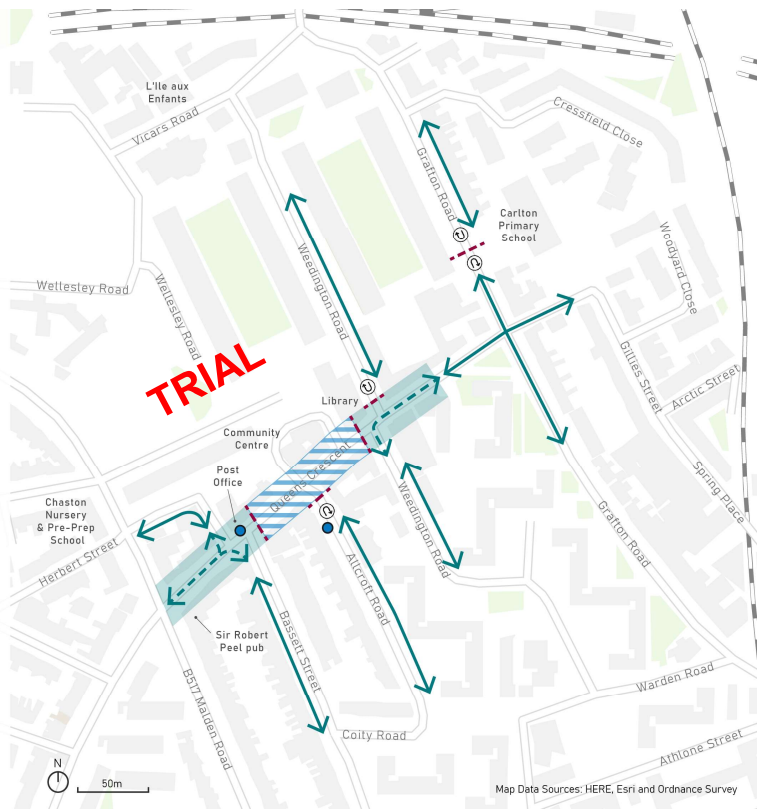 L'Ile aux
Enfants
Vicars Road
Cressfield Close
Grafton Road
Carlton
Primary
School
Woodyard Close
Weedington Road
Wellesley Road
Wellesley Road
TRIAL
Gillies Street
Arctic Street
Library
Community
Centre
Queens Crescent
Post
Office
Weedington Road
Spring Place
Chaston
Nursery
& Pre-Prep
School
Herbert Street
Grafton Road
Allcroft Road
Bassett Street
Sir Robert
Peel pub
B517 Malden Road
Warden Road
Coity Road
Athlone Street
N
50m
Map Data Sources: HERE, Esri and Ordnance Survey